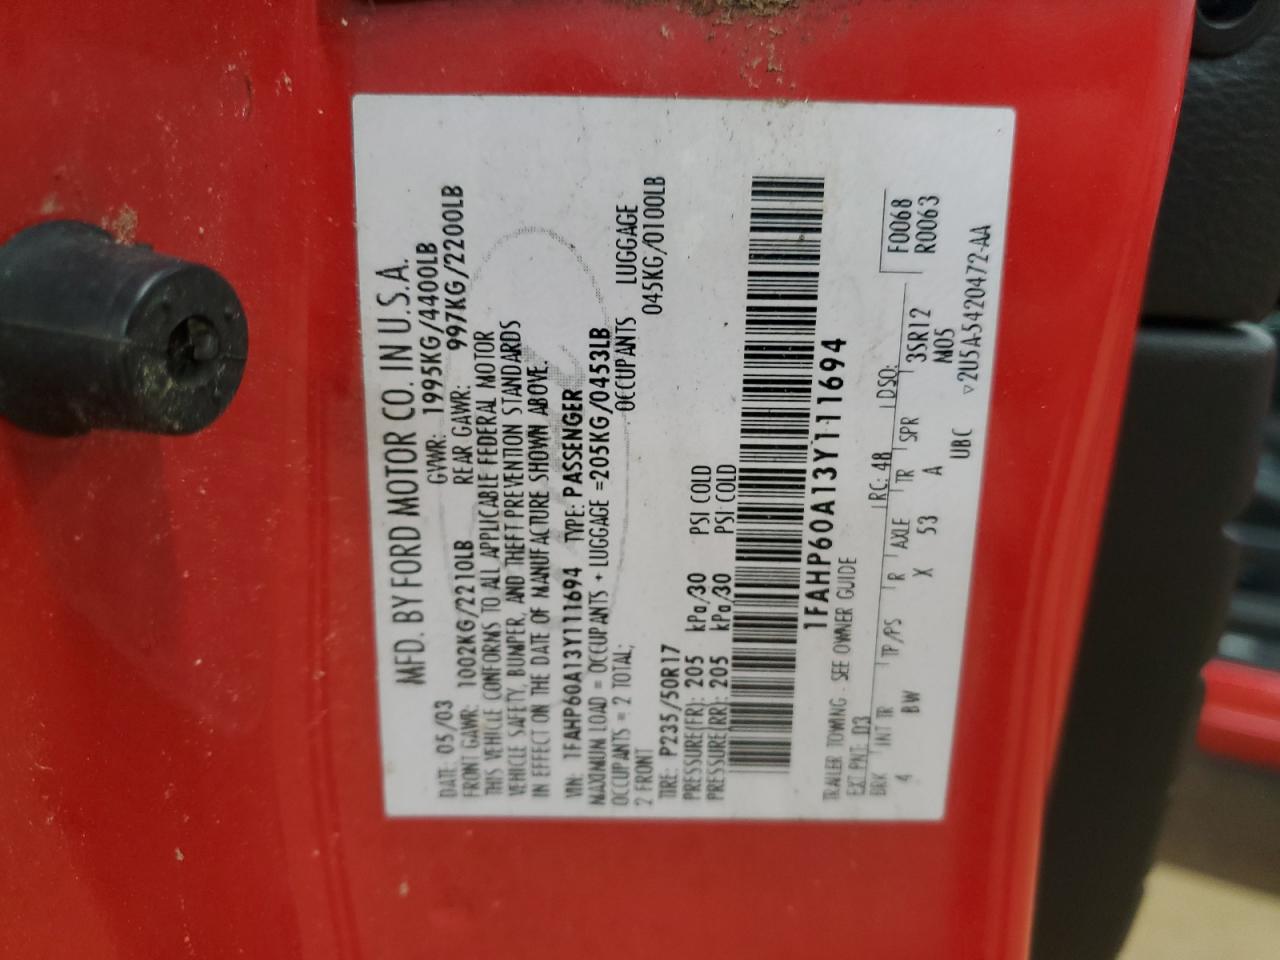 MFD. BY FORD MOTOR CO. IN U.S.A.
DATE: 05/03 GVWR: 1995KG/4400LB
FRONT GAWR: 1002KG/2210LB REAR GAWR: 997KG/2200LB
THIS VEHICLE CONFORMS TO ALL APPLICABLE FEDERAL MOTOR
VEHICLE SAFETY, BUMPER, AND THEFT PREVENTION STANDARDS
IN EFFECT ON THE DATE OF MANUFACTURE SHOWN ABOVE.
VIN: 1FAHP60A13Y111694 TYPE: PASSENGER
MAXIMUM LOAD = OCCUPANTS + LUGGAGE =205KG/0453LB
OCCUPANTS = 2 TOTAL; OCCUPANTS LUGGAGE
2 FRONT 045KG/0100LB
TIRE: P235/50R17
PRESSURE(FR): 205 kPa/30 PSI COLD
PRESSURE(RR): 205 kPa/30 PSI COLD
1FAHP60A13Y111694
TRAILER TOWING - SEE OWNER GUIDE
EXT PNT: D3 RC: 48 DSO: F0068
BRK INT TR TP/PS R AXLE TR SPR 3SR12 R0063
4 BW X 53 A M05
UBC ▽2U5A-5420472-AA